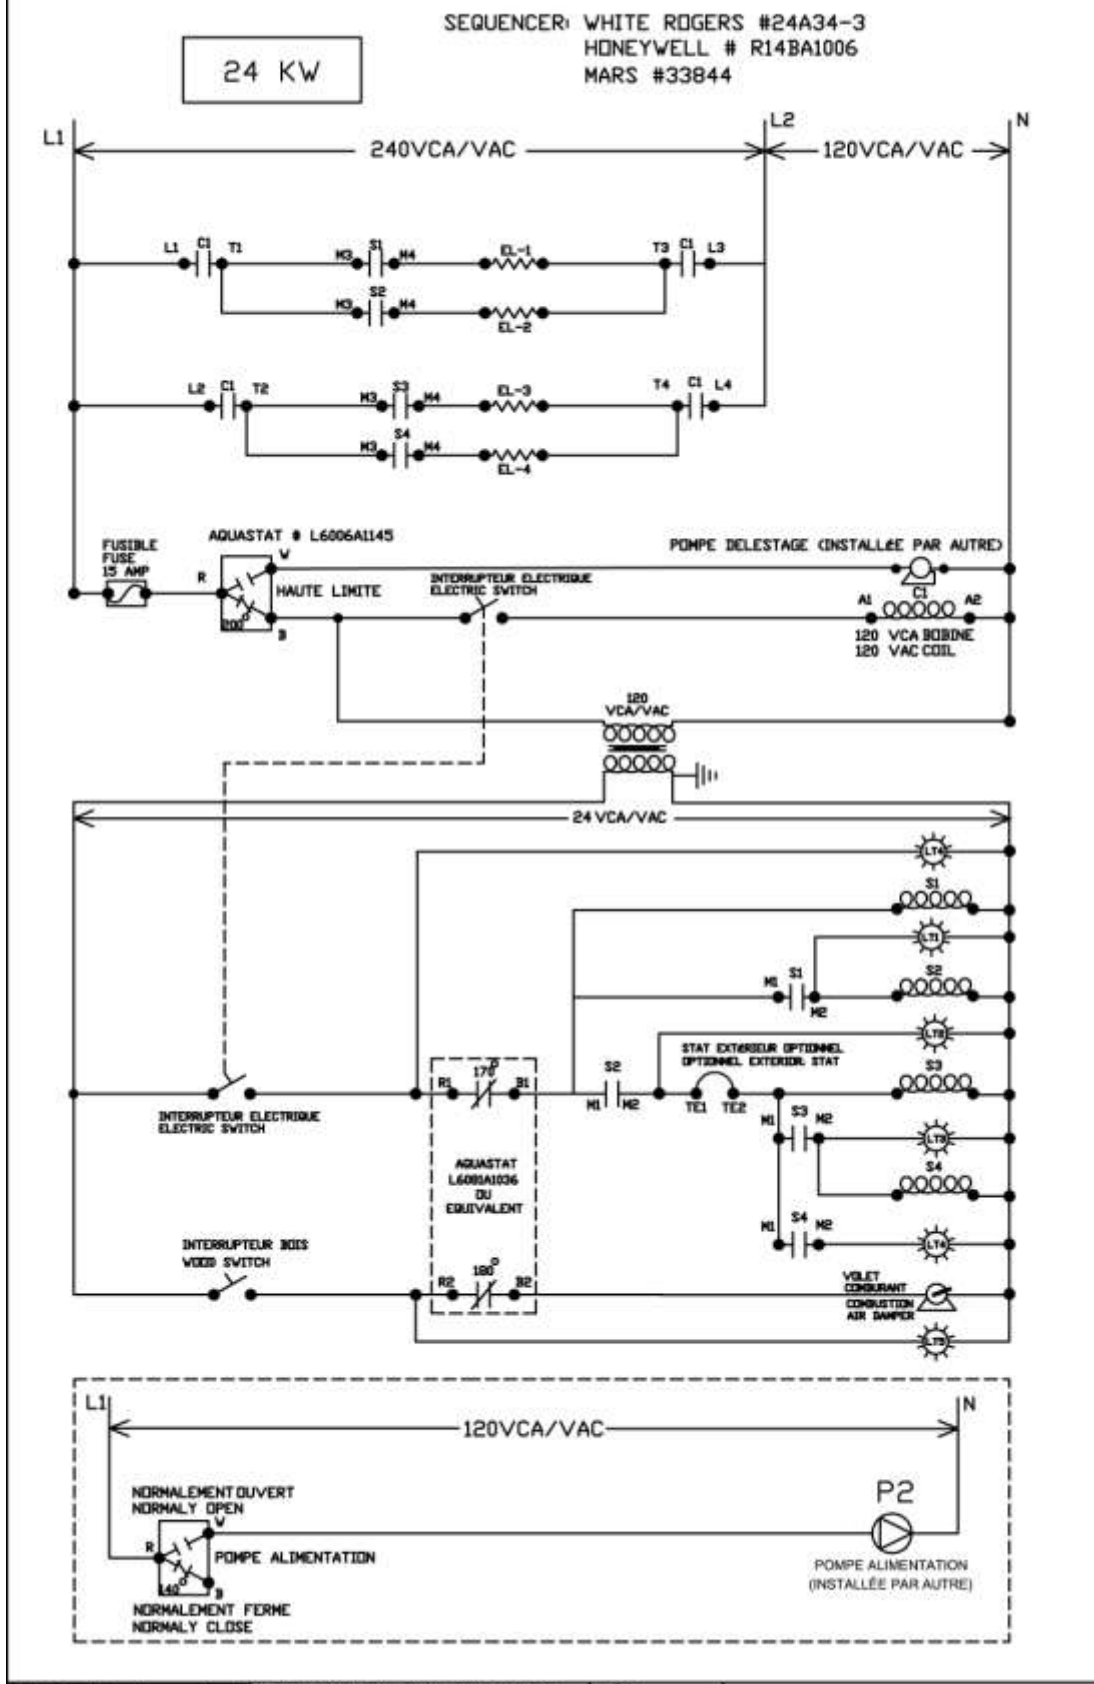 SEQUENCER: WHITE ROGERS #24A34-3
HONEYWELL # R14BA1006
MARS #33844
24 KW
L1
L2
N
240VCA/VAC
120VCA/VAC
L1 C1 T1
M3 S1 M4
EL-1
T3 C1 L3
M3 S2 M4
EL-2
L2 C1 T2
M3 S3 M4
EL-3
T4 C1 L4
M3 S4 M4
EL-4
AQUASTAT # L6006A1145
FUSIBLE
FUSE
15 AMP
R
W
HAUTE LIMITE
200°
B
INTERRUPTEUR ELECTRIQUE
ELECTRIC SWITCH
POMPE DELESTAGE (INSTALLÉE PAR AUTRE)
A1 C1 A2
120 VCA BOBINE
120 VAC COIL
120
VCA/VAC
24 VCA/VAC
LT4
S1
LT1
M1 S1 M2
S2
LT2
STAT EXTÉRIEUR OPTIONNEL
OPTIONNEL EXTERIOR STAT
R1 170° B1
M1 S2 M2
TE1 TE2
S3
INTERRUPTEUR ELECTRIQUE
ELECTRIC SWITCH
M1 S3 M2
LT3
AQUASTAT
L6081A1036
OU
EQUIVALENT
S4
M1 S4 M2
LT4
INTERRUPTEUR BOIS
WOOD SWITCH
R2 180° B2
VOLET
COMBURANT
COMBUSTION
AIR DAMPER
LT5
L1
N
120VCA/VAC
NORMALEMENT OUVERT
NORMALY OPEN
W
R
POMPE ALIMENTATION
140°
B
NORMALEMENT FERME
NORMALY CLOSE
P2
POMPE ALIMENTATION
(INSTALLÉE PAR AUTRE)